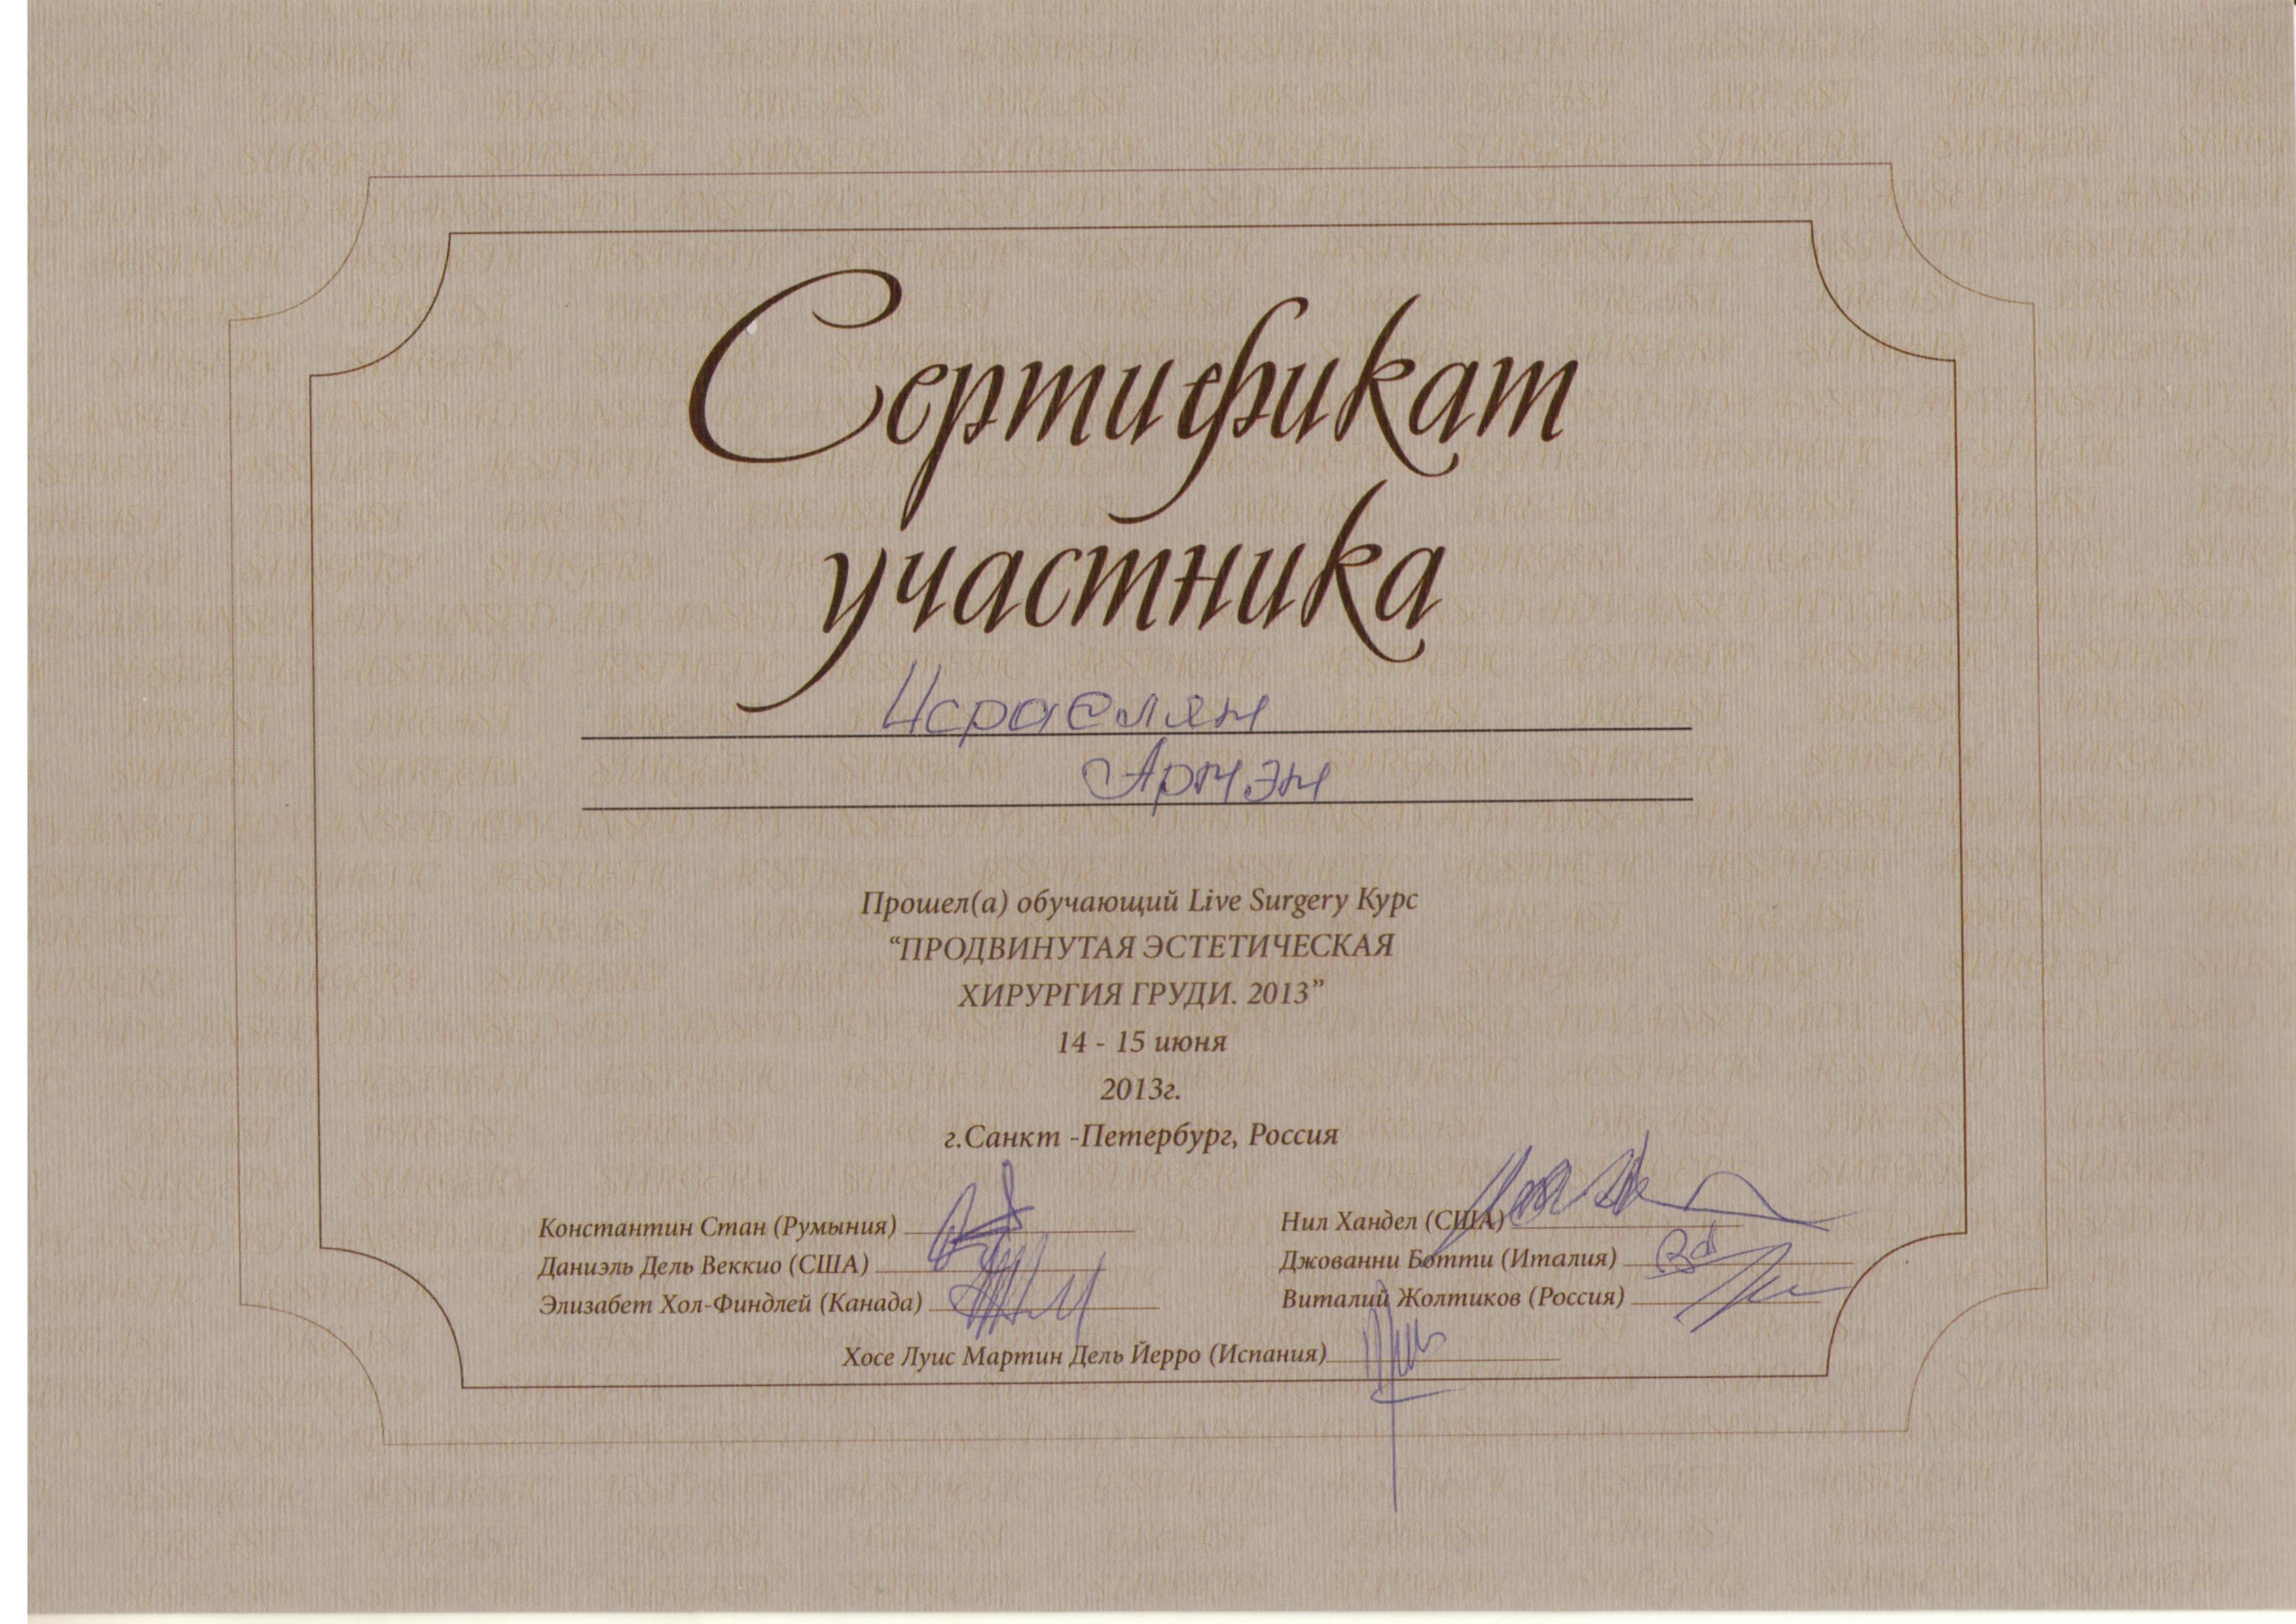 Сертификат
участника
Исраелян
Армэн
Прошел(а) обучающий Live Surgery Курс
“ПРОДВИНУТАЯ ЭСТЕТИЧЕСКАЯ
ХИРУРГИЯ ГРУДИ. 2013”
14 - 15 июня
2013г.
г.Санкт -Петербург, Россия
Константин Стан (Румыния)
Даниэль Дель Веккио (США)
Элизабет Хол-Финдлей (Канада)
Нил Хандел (США)
Джованни Ботти (Италия)
Виталий Жолтиков (Россия)
Хосе Луис Мартин Дель Йерро (Испания)